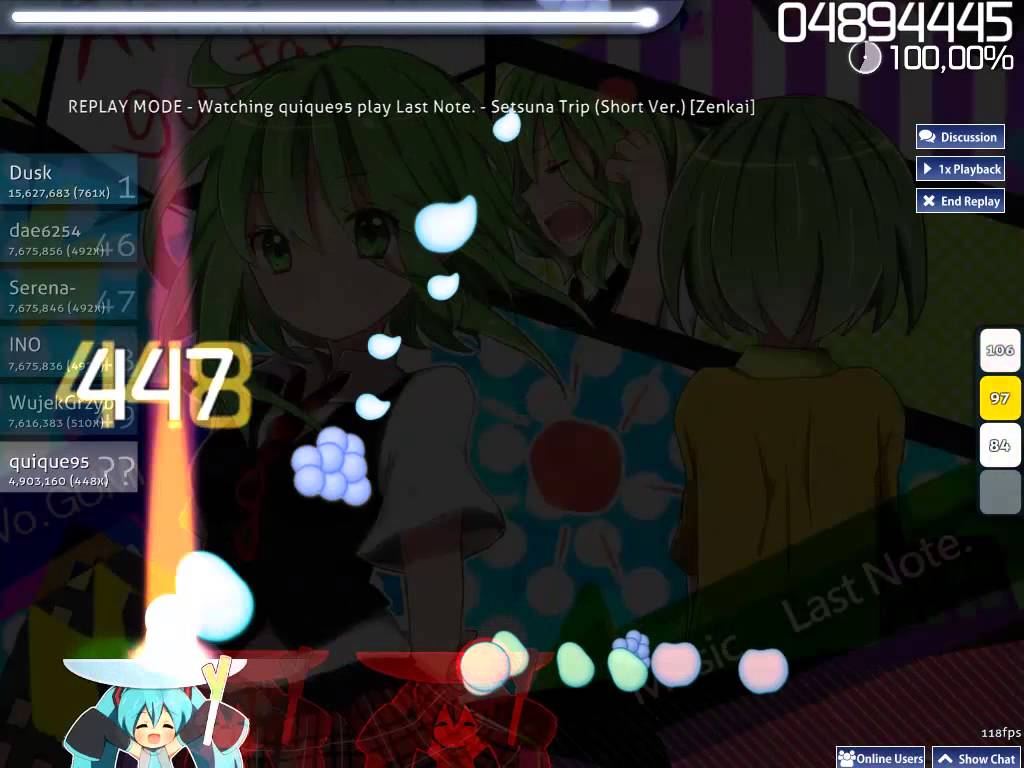 04894445
100,00%
REPLAY MODE - Watching quique95 play Last Note. - Setsuna Trip (Short Ver.) [Zenkai]
Discussion
1x Playback
End Replay
Dusk
15,627,683 (761x) 1
dae6254
7,675,856 (492x) 46
Serena-
7,675,846 (492x) 47
INO
7,675,836
WujekGrzyb
7,616,383 (510x)
quique95 ??
4,903,160 (448x)
447
106
97
84
Last Note.
118fps
Online Users
Show Chat